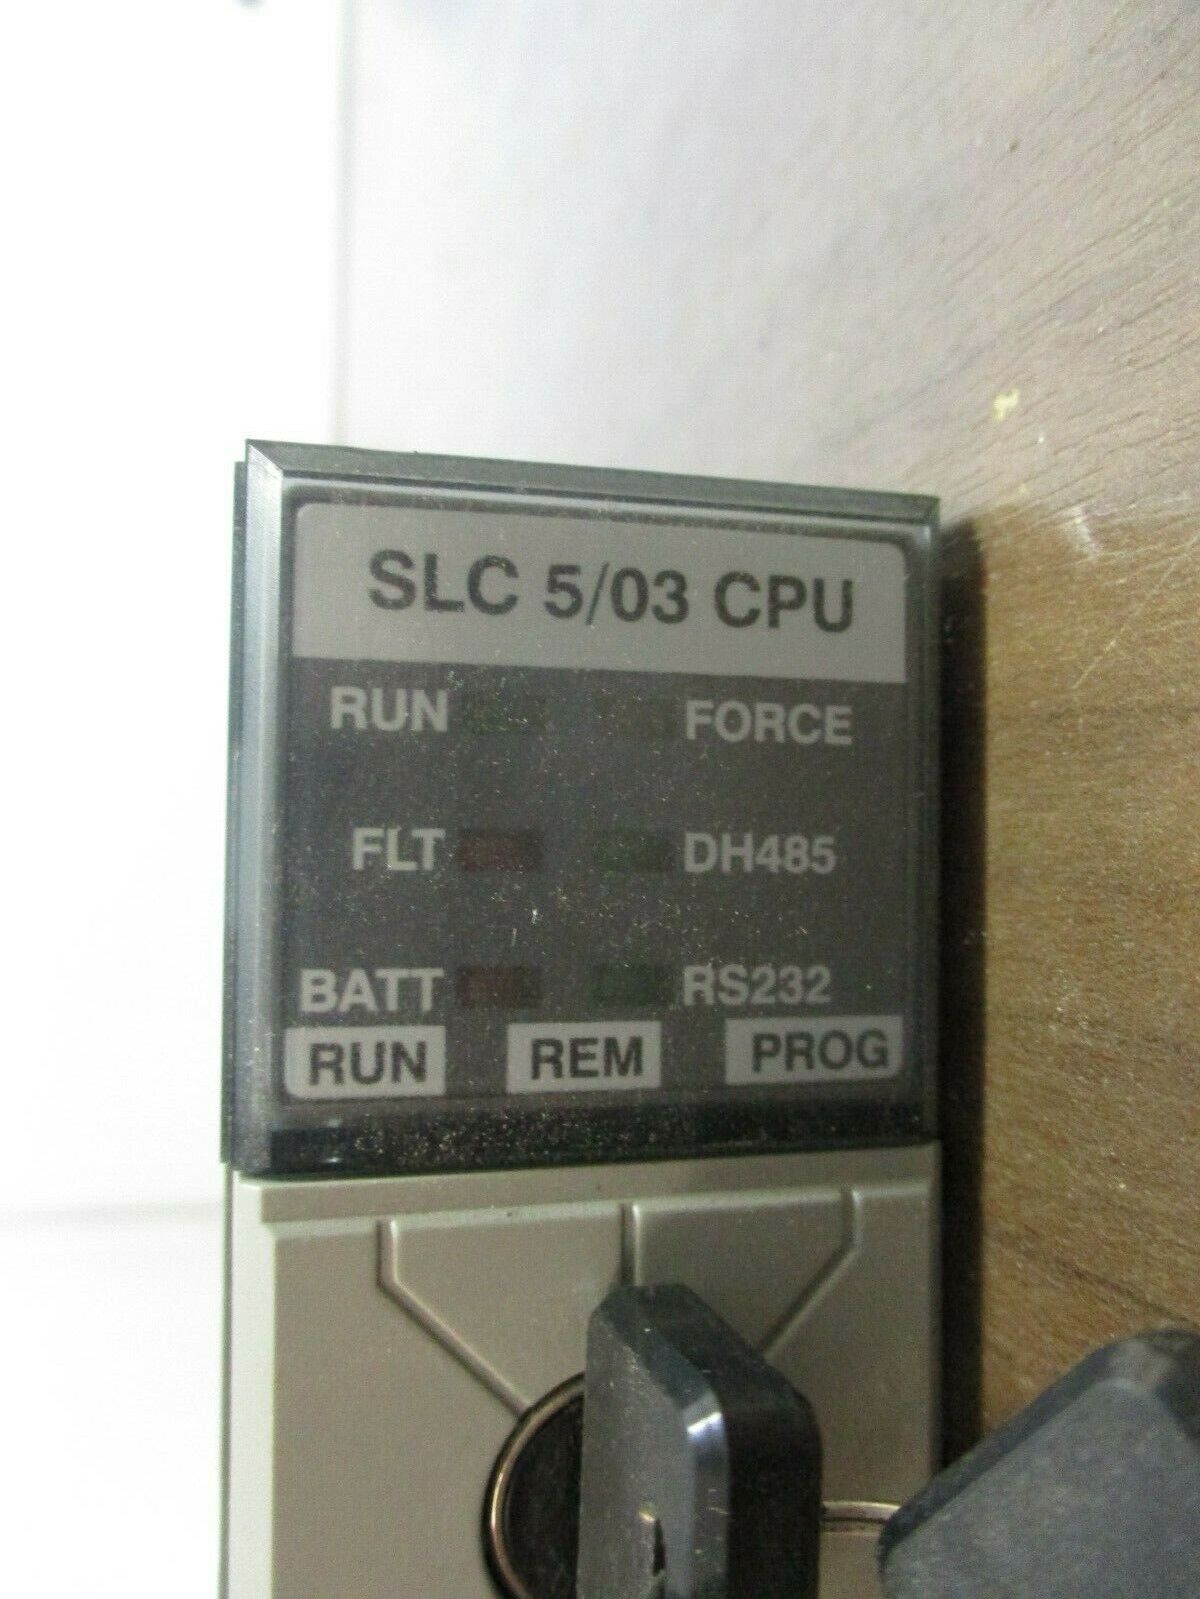 SLC 5/03 CPU
RUN FORCE
FLT DH485
BATT RS232
RUN REM PROG